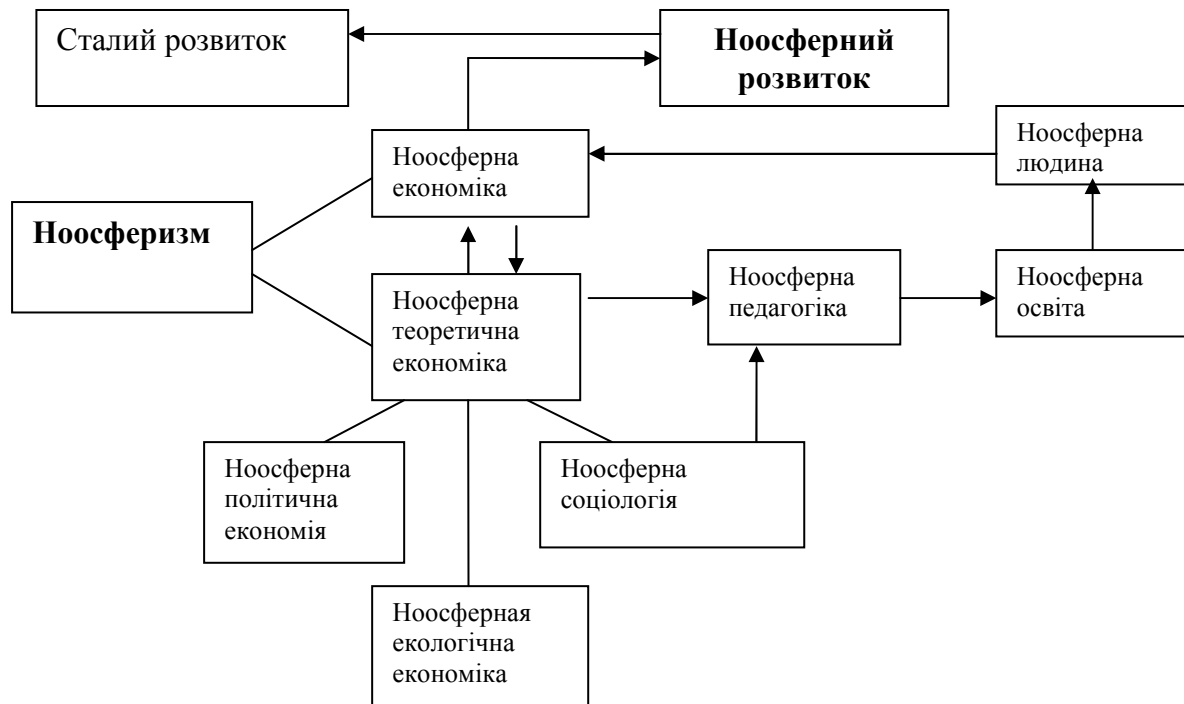 Сталий розвиток
Ноосферний
розвиток
Ноосферна
економіка
Ноосферна
людина
Ноосферизм
Ноосферна
теоретична
економіка
Ноосферна
педагогіка
Ноосферна
освіта
Ноосферна
політична
економія
Ноосферна
соціологія
Ноосферная
екологічна
економіка